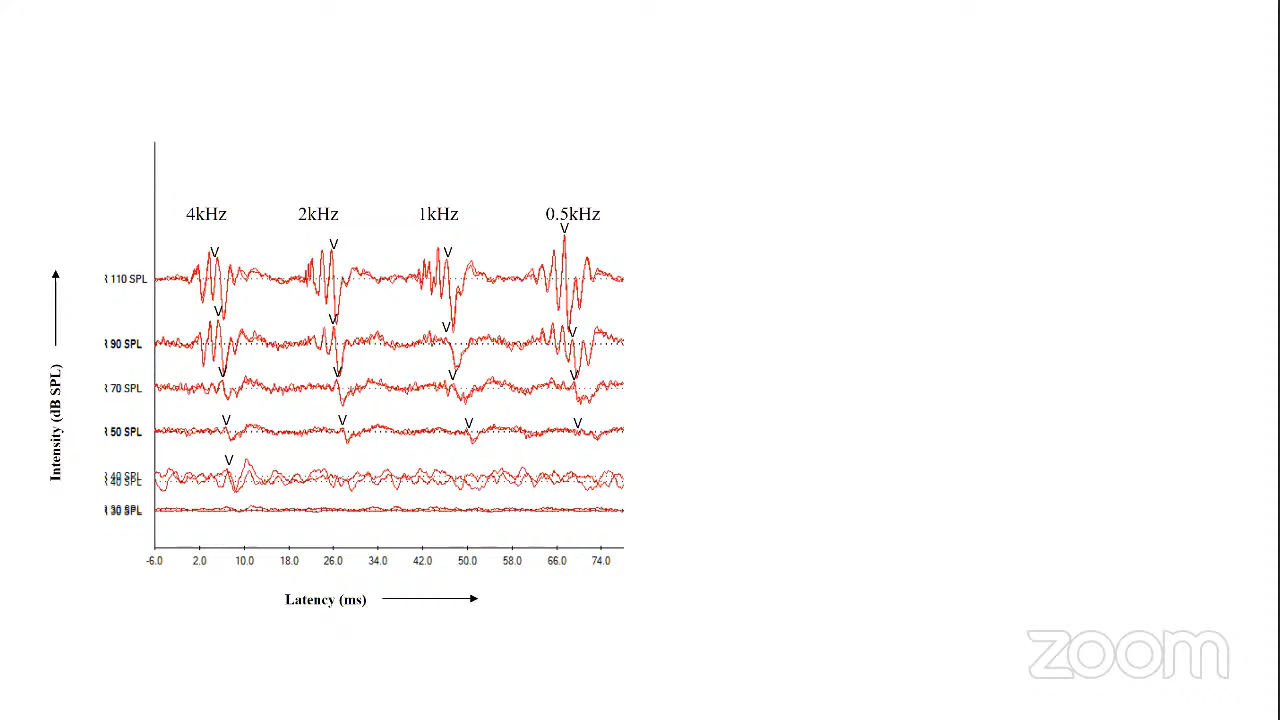 4kHz 2kHz 1kHz 0.5kHz
V V V V
R 110 SPL
V V V V
R 90 SPL
V V V V
R 70 SPL
V V V V
R 50 SPL
V
R 40 SPL
R 40 SPL
R 30 SPL
-6.0 2.0 10.0 18.0 26.0 34.0 42.0 50.0 58.0 66.0 74.0
Latency (ms)
Intensity (dB SPL)
zoom